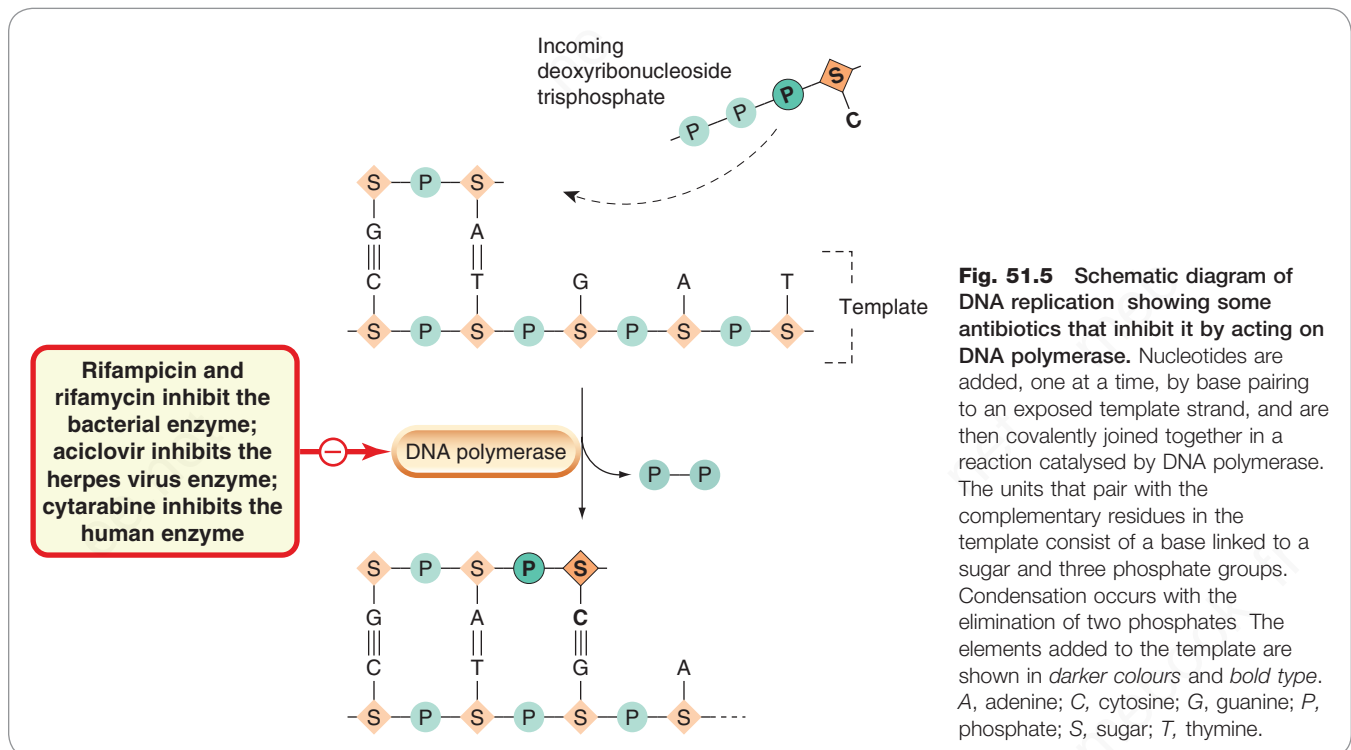 Incoming
deoxyribonucleoside
trisphosphate
P P P S
C
S P S
G A
C T G A T
S P S P S P S P S
Template
Rifampicin and
rifamycin inhibit the
bacterial enzyme;
aciclovir inhibits the
herpes virus enzyme;
cytarabine inhibits the
human enzyme
DNA polymerase
P P
S P S P S
G A C
C T G A
S P S P S P S
Fig. 51.5 Schematic diagram of
DNA replication showing some
antibiotics that inhibit it by acting on
DNA polymerase. Nucleotides are
added, one at a time, by base pairing
to an exposed template strand, and are
then covalently joined together in a
reaction catalysed by DNA polymerase.
The units that pair with the
complementary residues in the
template consist of a base linked to a
sugar and three phosphate groups.
Condensation occurs with the
elimination of two phosphates The
elements added to the template are
shown in darker colours and bold type.
A, adenine; C, cytosine; G, guanine; P,
phosphate; S, sugar; T, thymine.